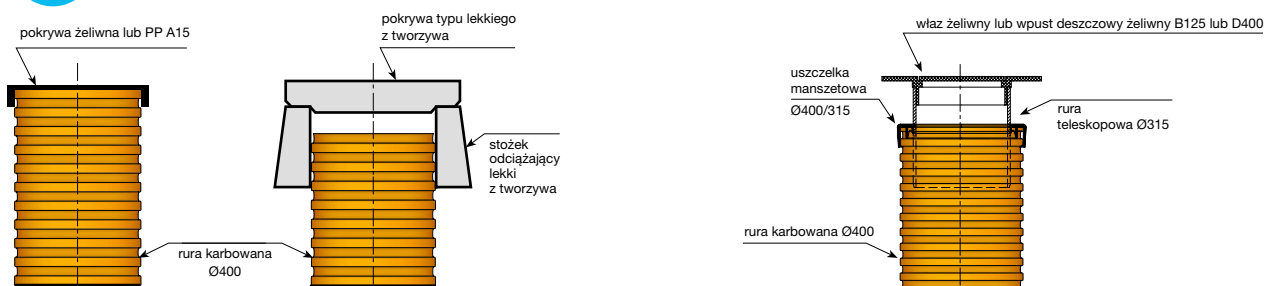 pokrywa żeliwna lub PP A15
pokrywa typu lekkiego
z tworzywa
stożek
odciążający
lekki
z tworzywa
rura karbowana
Ø400
właz żeliwny lub wpust deszczowy żeliwny B125 lub D400
uszczelka
manszetowa
Ø400/315
rura
teleskopowa Ø315
rura karbowana Ø400